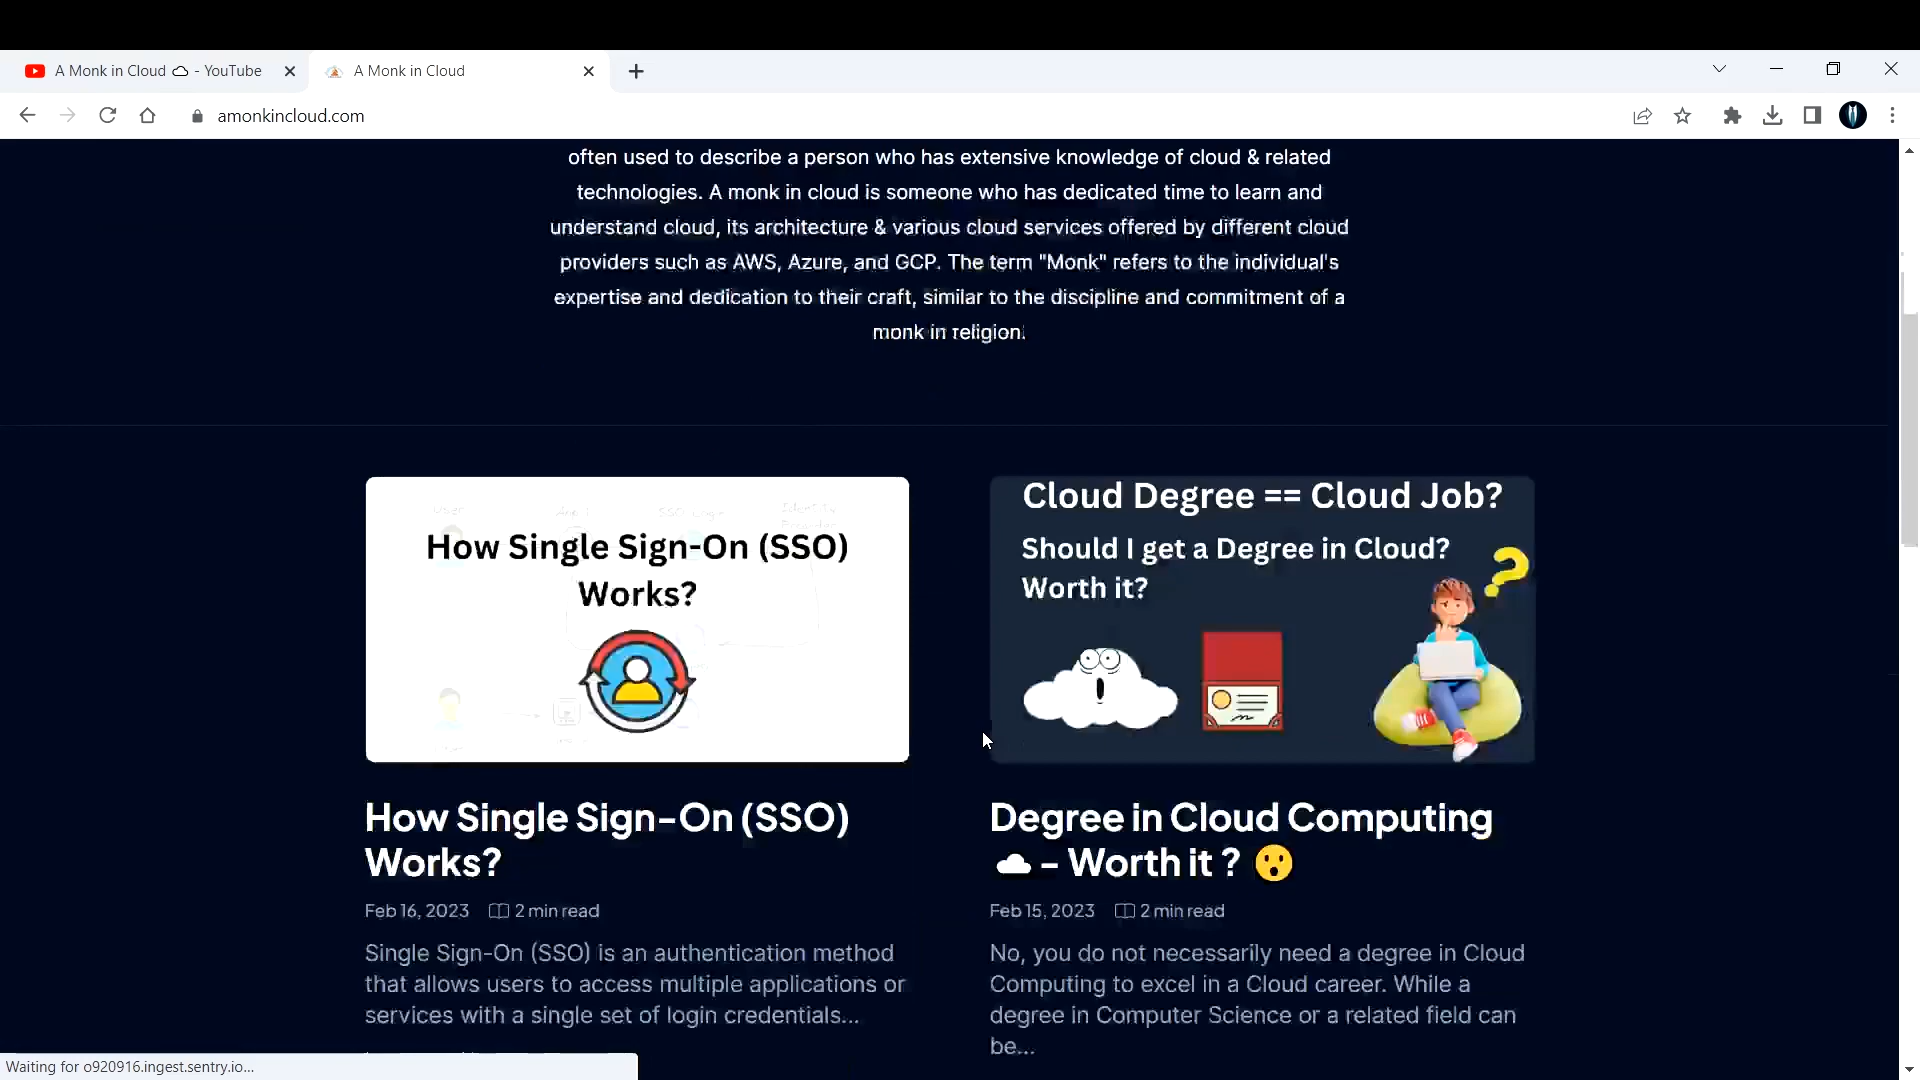 A Monk in Cloud - YouTube
A Monk in Cloud
amonkincloud.com
often used to describe a person who has extensive knowledge of cloud & related
technologies. A monk in cloud is someone who has dedicated time to learn and
understand cloud, its architecture & various cloud services offered by different cloud
providers such as AWS, Azure, and GCP. The term "Monk" refers to the individual's
expertise and dedication to their craft, similar to the discipline and commitment of a
monk in religion.
User
App 1
SSO Login
Identity
Provider
How Single Sign-On (SSO)
Works?
Cloud Degree == Cloud Job?
Should I get a Degree in Cloud?
Worth it?
How Single Sign-On (SSO)
Works?
Feb 16, 2023 2 min read
Single Sign-On (SSO) is an authentication method
that allows users to access multiple applications or
services with a single set of login credentials...
Degree in Cloud Computing
☁ - Worth it ? 😮
Feb 15, 2023 2 min read
No, you do not necessarily need a degree in Cloud
Computing to excel in a Cloud career. While a
degree in Computer Science or a related field can
be...
Waiting for o920916.ingest.sentry.io...